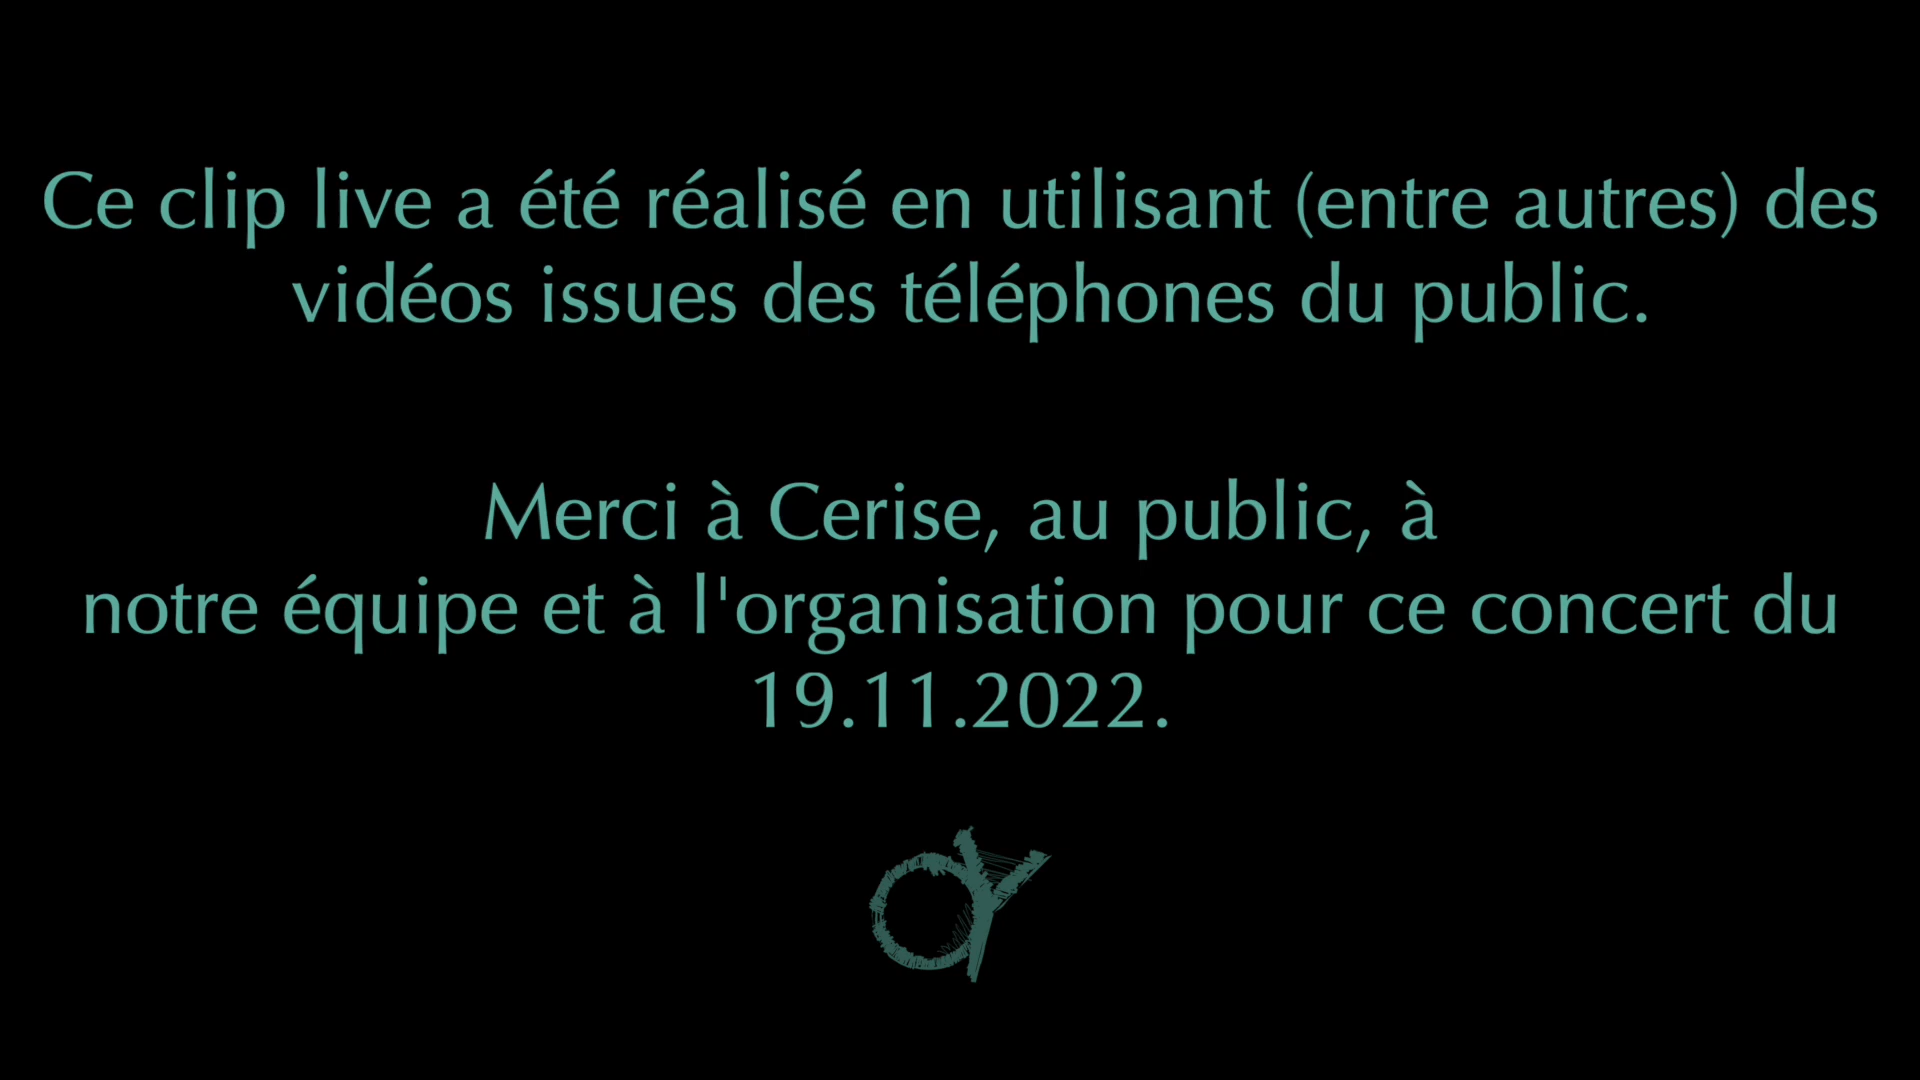 Ce clip live a été réalisé en utilisant (entre autres) des
vidéos issues des téléphones du public.
Merci à Cerise, au public, à
notre équipe et à l'organisation pour ce concert du
19.11.2022.